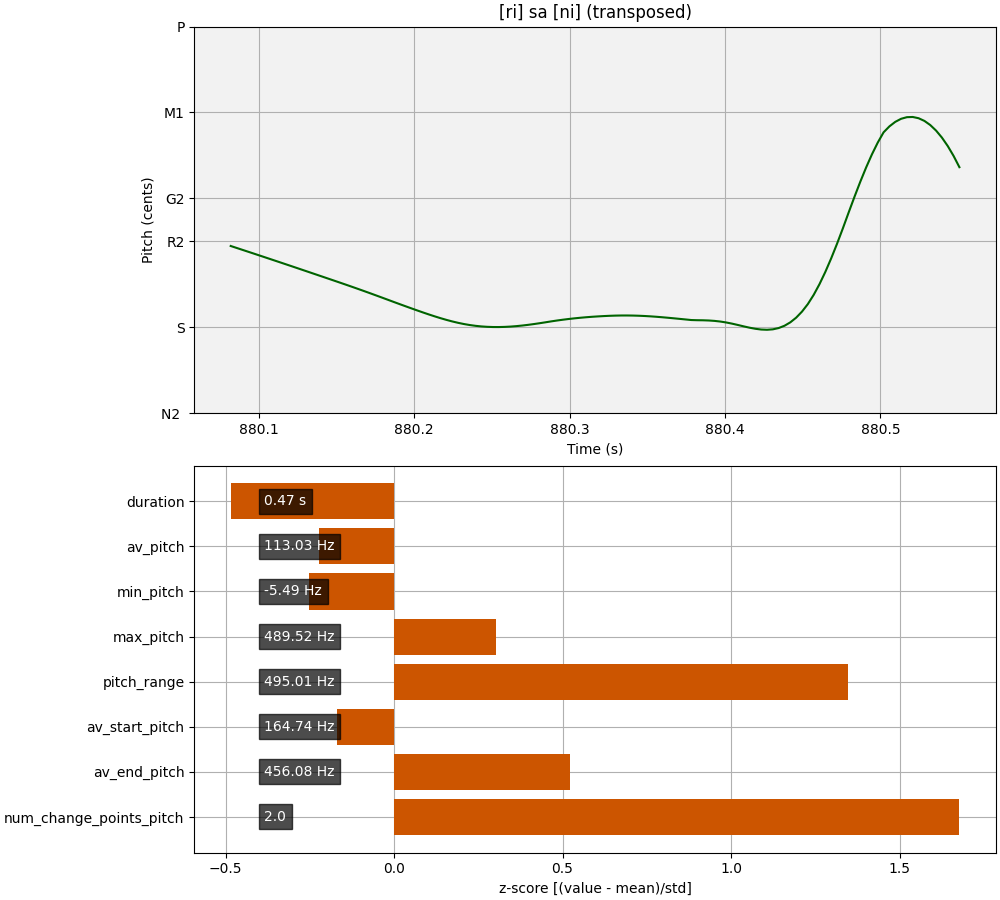 [ri] sa [ni] (transposed)
P
M1
G2
R2
S
N2
Pitch (cents)
880.1 880.2 880.3 880.4 880.5
Time (s)
duration 0.47 s
av_pitch 113.03 Hz
min_pitch -5.49 Hz
max_pitch 489.52 Hz
pitch_range 495.01 Hz
av_start_pitch 164.74 Hz
av_end_pitch 456.08 Hz
num_change_points_pitch 2.0
−0.5 0.0 0.5 1.0 1.5
z-score [(value - mean)/std]